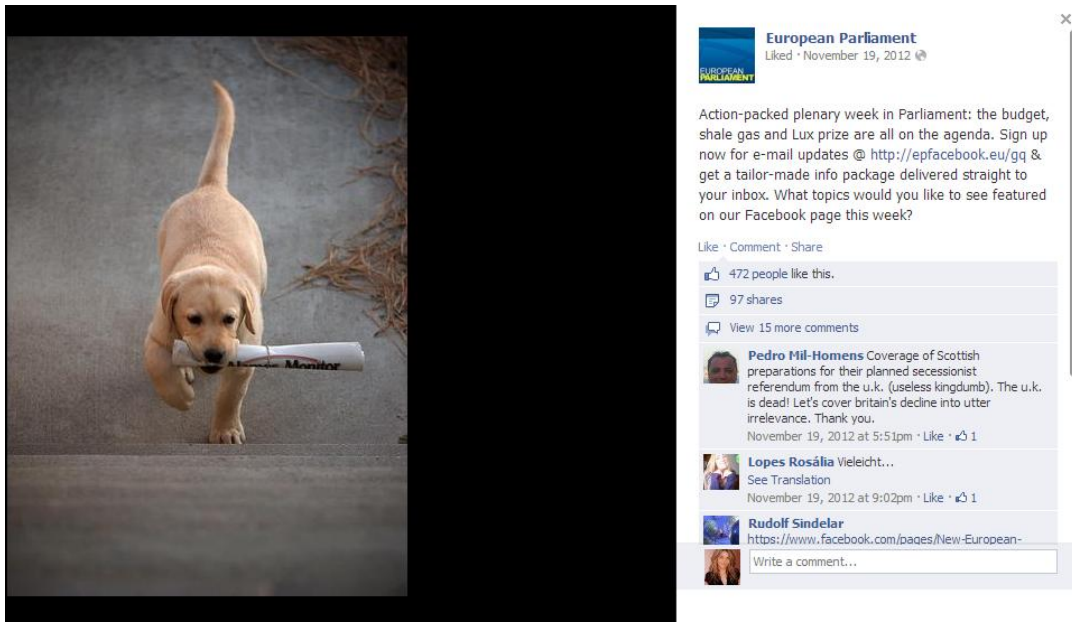 Alamos Monitor
×
EUROPEAN
PARLIAMENT
European Parliament
Liked · November 19, 2012
Action-packed plenary week in Parliament: the budget,
shale gas and Lux prize are all on the agenda. Sign up
now for e-mail updates @ http://epfacebook.eu/gq &
get a tailor-made info package delivered straight to
your inbox. What topics would you like to see featured
on our Facebook page this week?
Like · Comment · Share
472 people like this.
97 shares
View 15 more comments
Pedro Mil-Homens Coverage of Scottish
preparations for their planned secessionist
referendum from the u.k. (useless kingdumb). The u.k.
is dead! Let's cover britain's decline into utter
irrelevance. Thank you.
November 19, 2012 at 5:51pm · Like · 1
Lopes Rosália Vieleicht...
See Translation
November 19, 2012 at 9:02pm · Like · 1
Rudolf Sindelar
https://www.facebook.com/pages/New-European-
Write a comment...